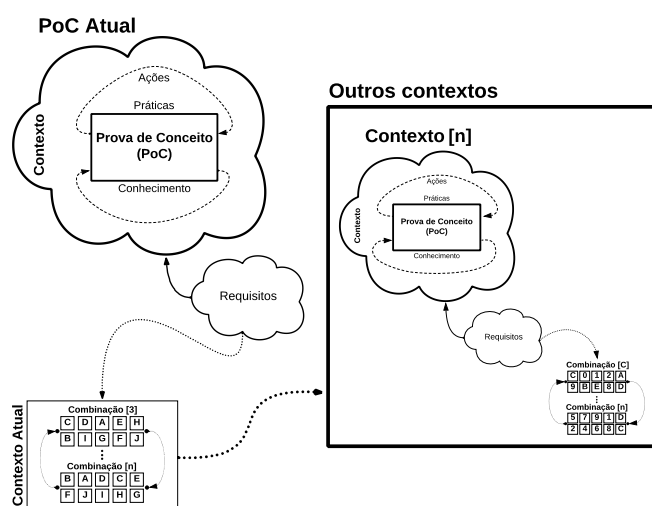 PoC Atual
Ações
Práticas
Contexto
Prova de Conceito
(PoC)
Conhecimento
Requisitos
Contexto Atual
Combinação [3]
C D A E H
B I G F J
Combinação [n]
B A D C E
F J I H G
Outros contextos
Contexto [n]
Ações
Práticas
Contexto
Prova de Conceito
(PoC)
Conhecimento
Requisitos
Combinação [C]
C 0 1 2 A
9 B E 8 D
Combinação [n]
5 7 9 1 D
2 4 6 8 C